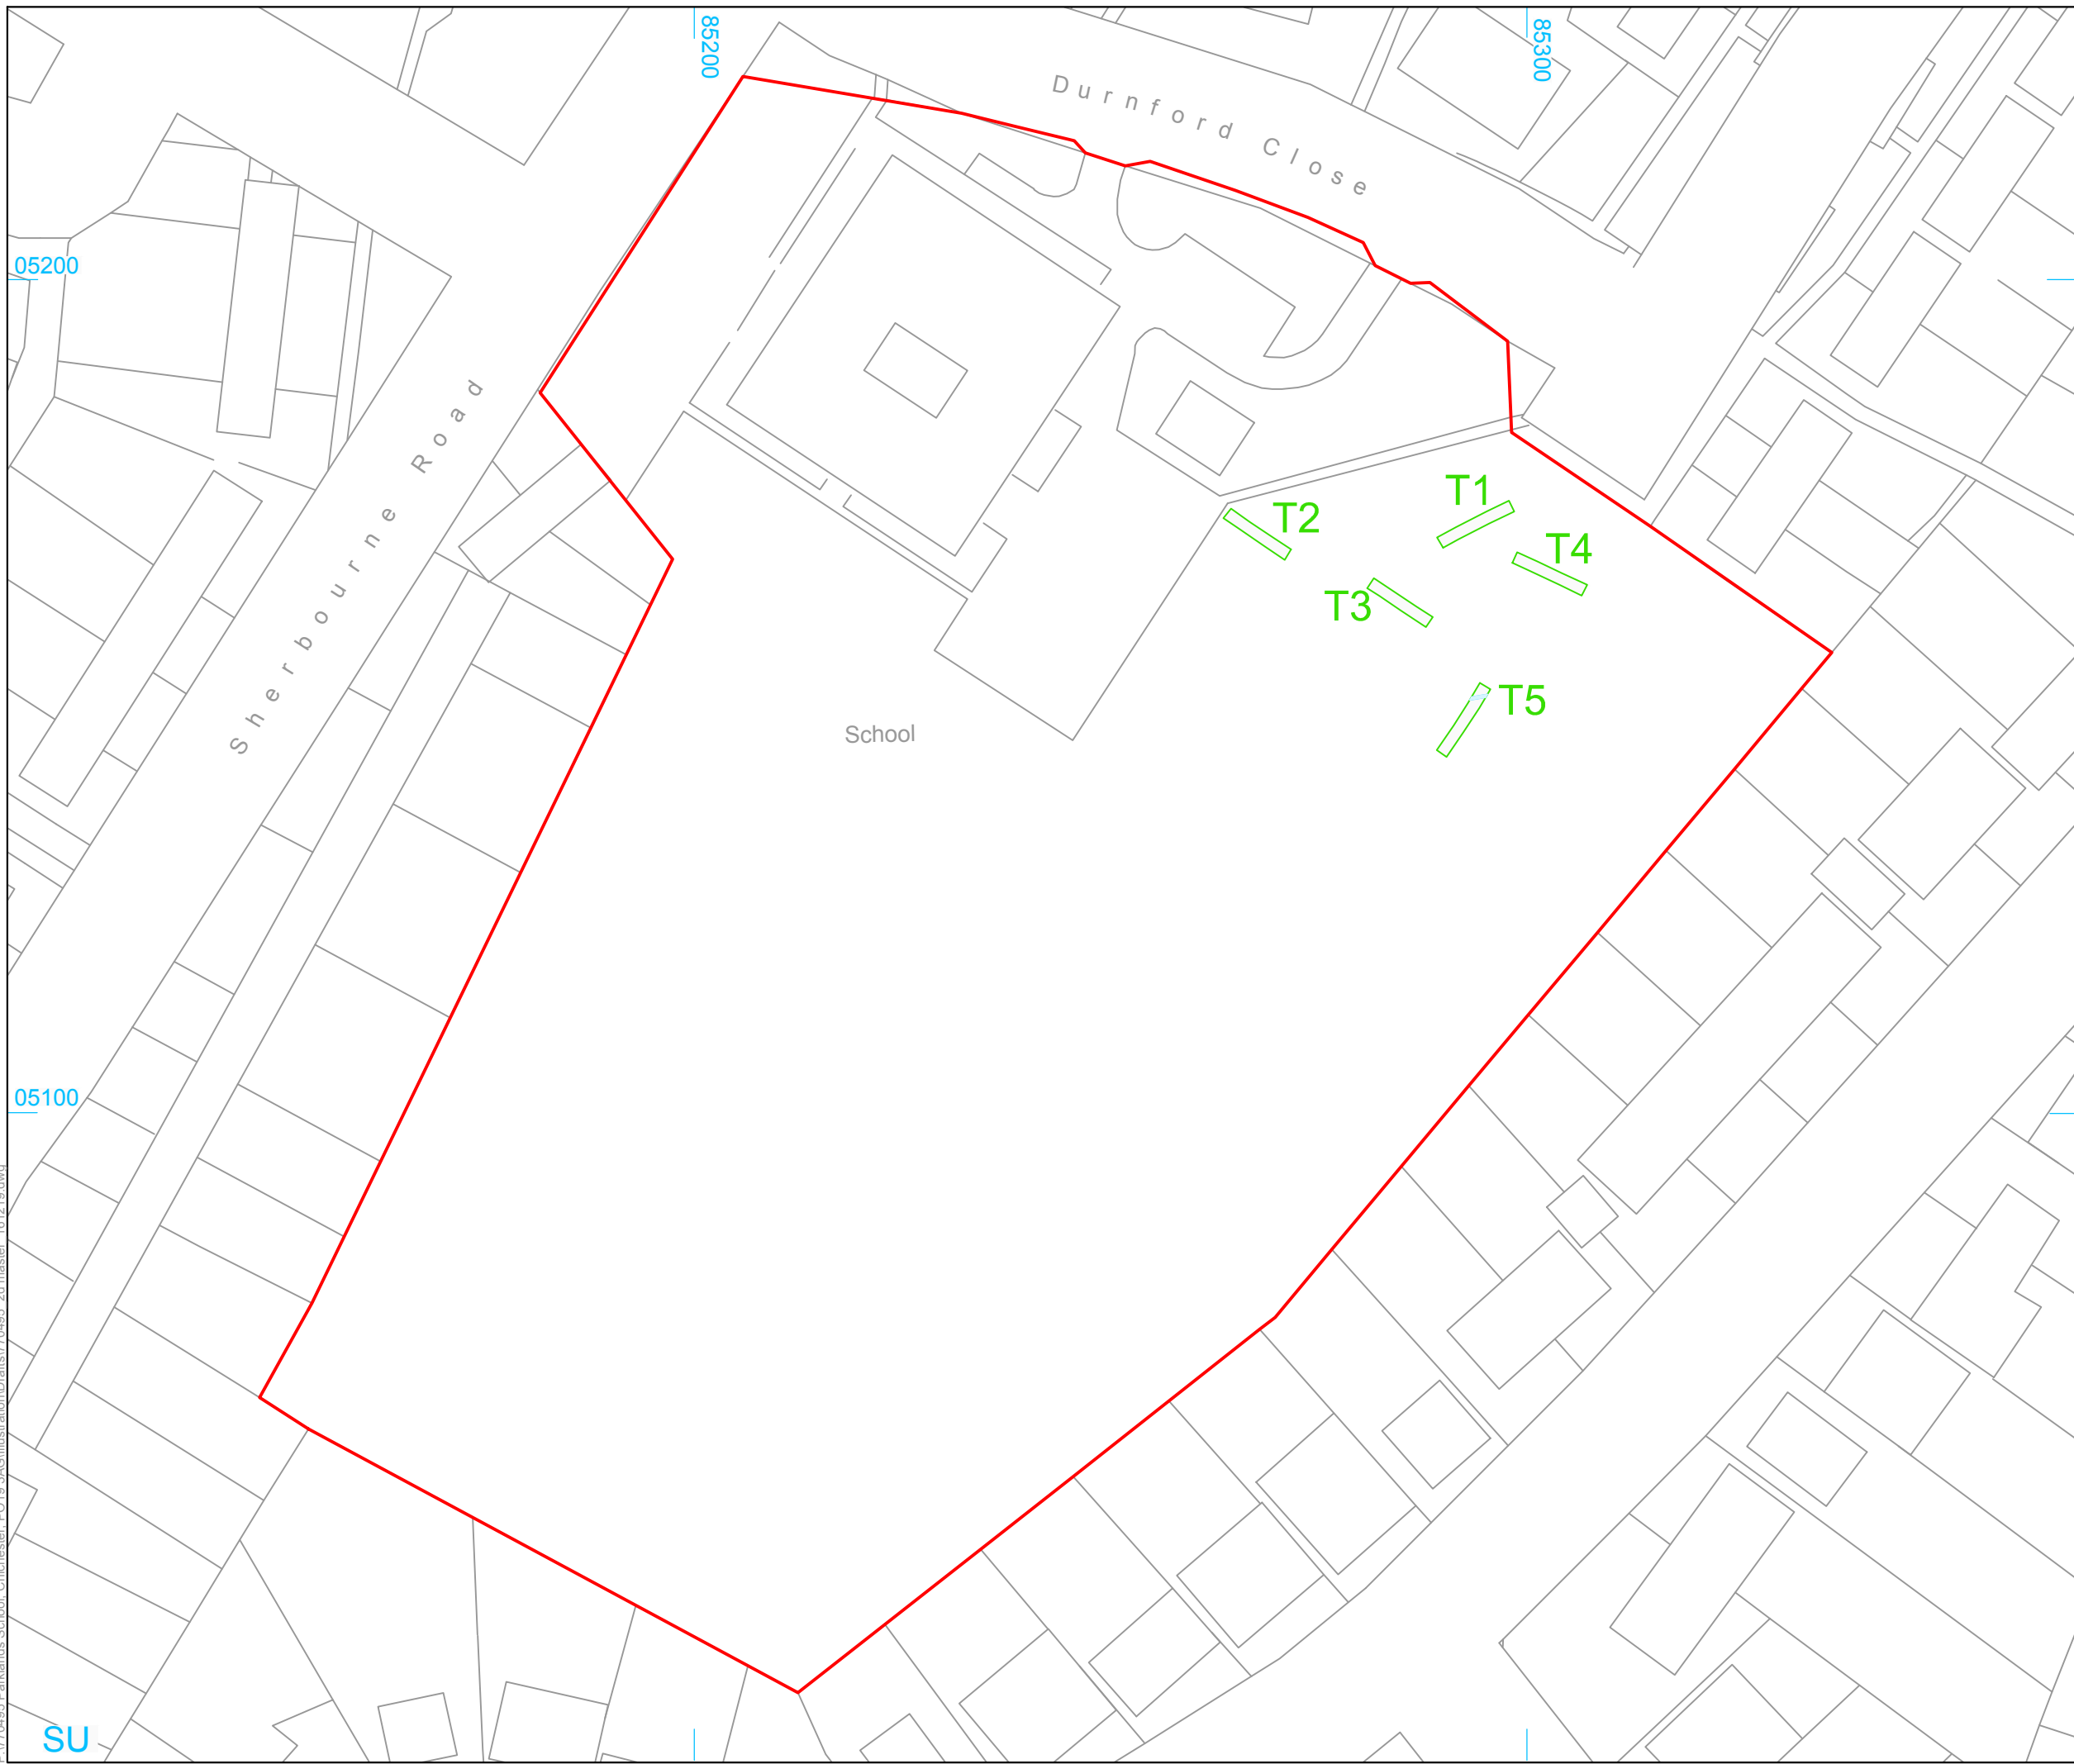 85200
85300
Durnford Close
05200
Sherbourne Road
T1
T2
T4
T3
T5
School
05100
SU